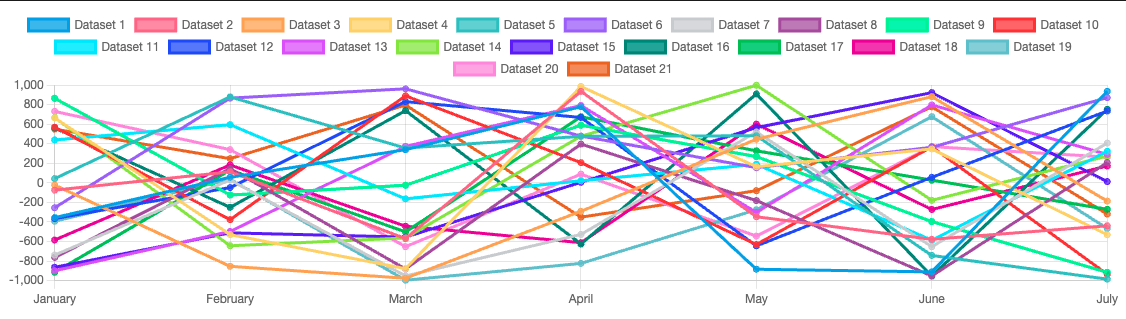 Dataset 1 Dataset 2 Dataset 3 Dataset 4 Dataset 5 Dataset 6 Dataset 7 Dataset 8 Dataset 9 Dataset 10
Dataset 11 Dataset 12 Dataset 13 Dataset 14 Dataset 15 Dataset 16 Dataset 17 Dataset 18 Dataset 19
Dataset 20 Dataset 21
1,000
800
600
400
200
0
-200
-400
-600
-800
-1,000
January February March April May June July